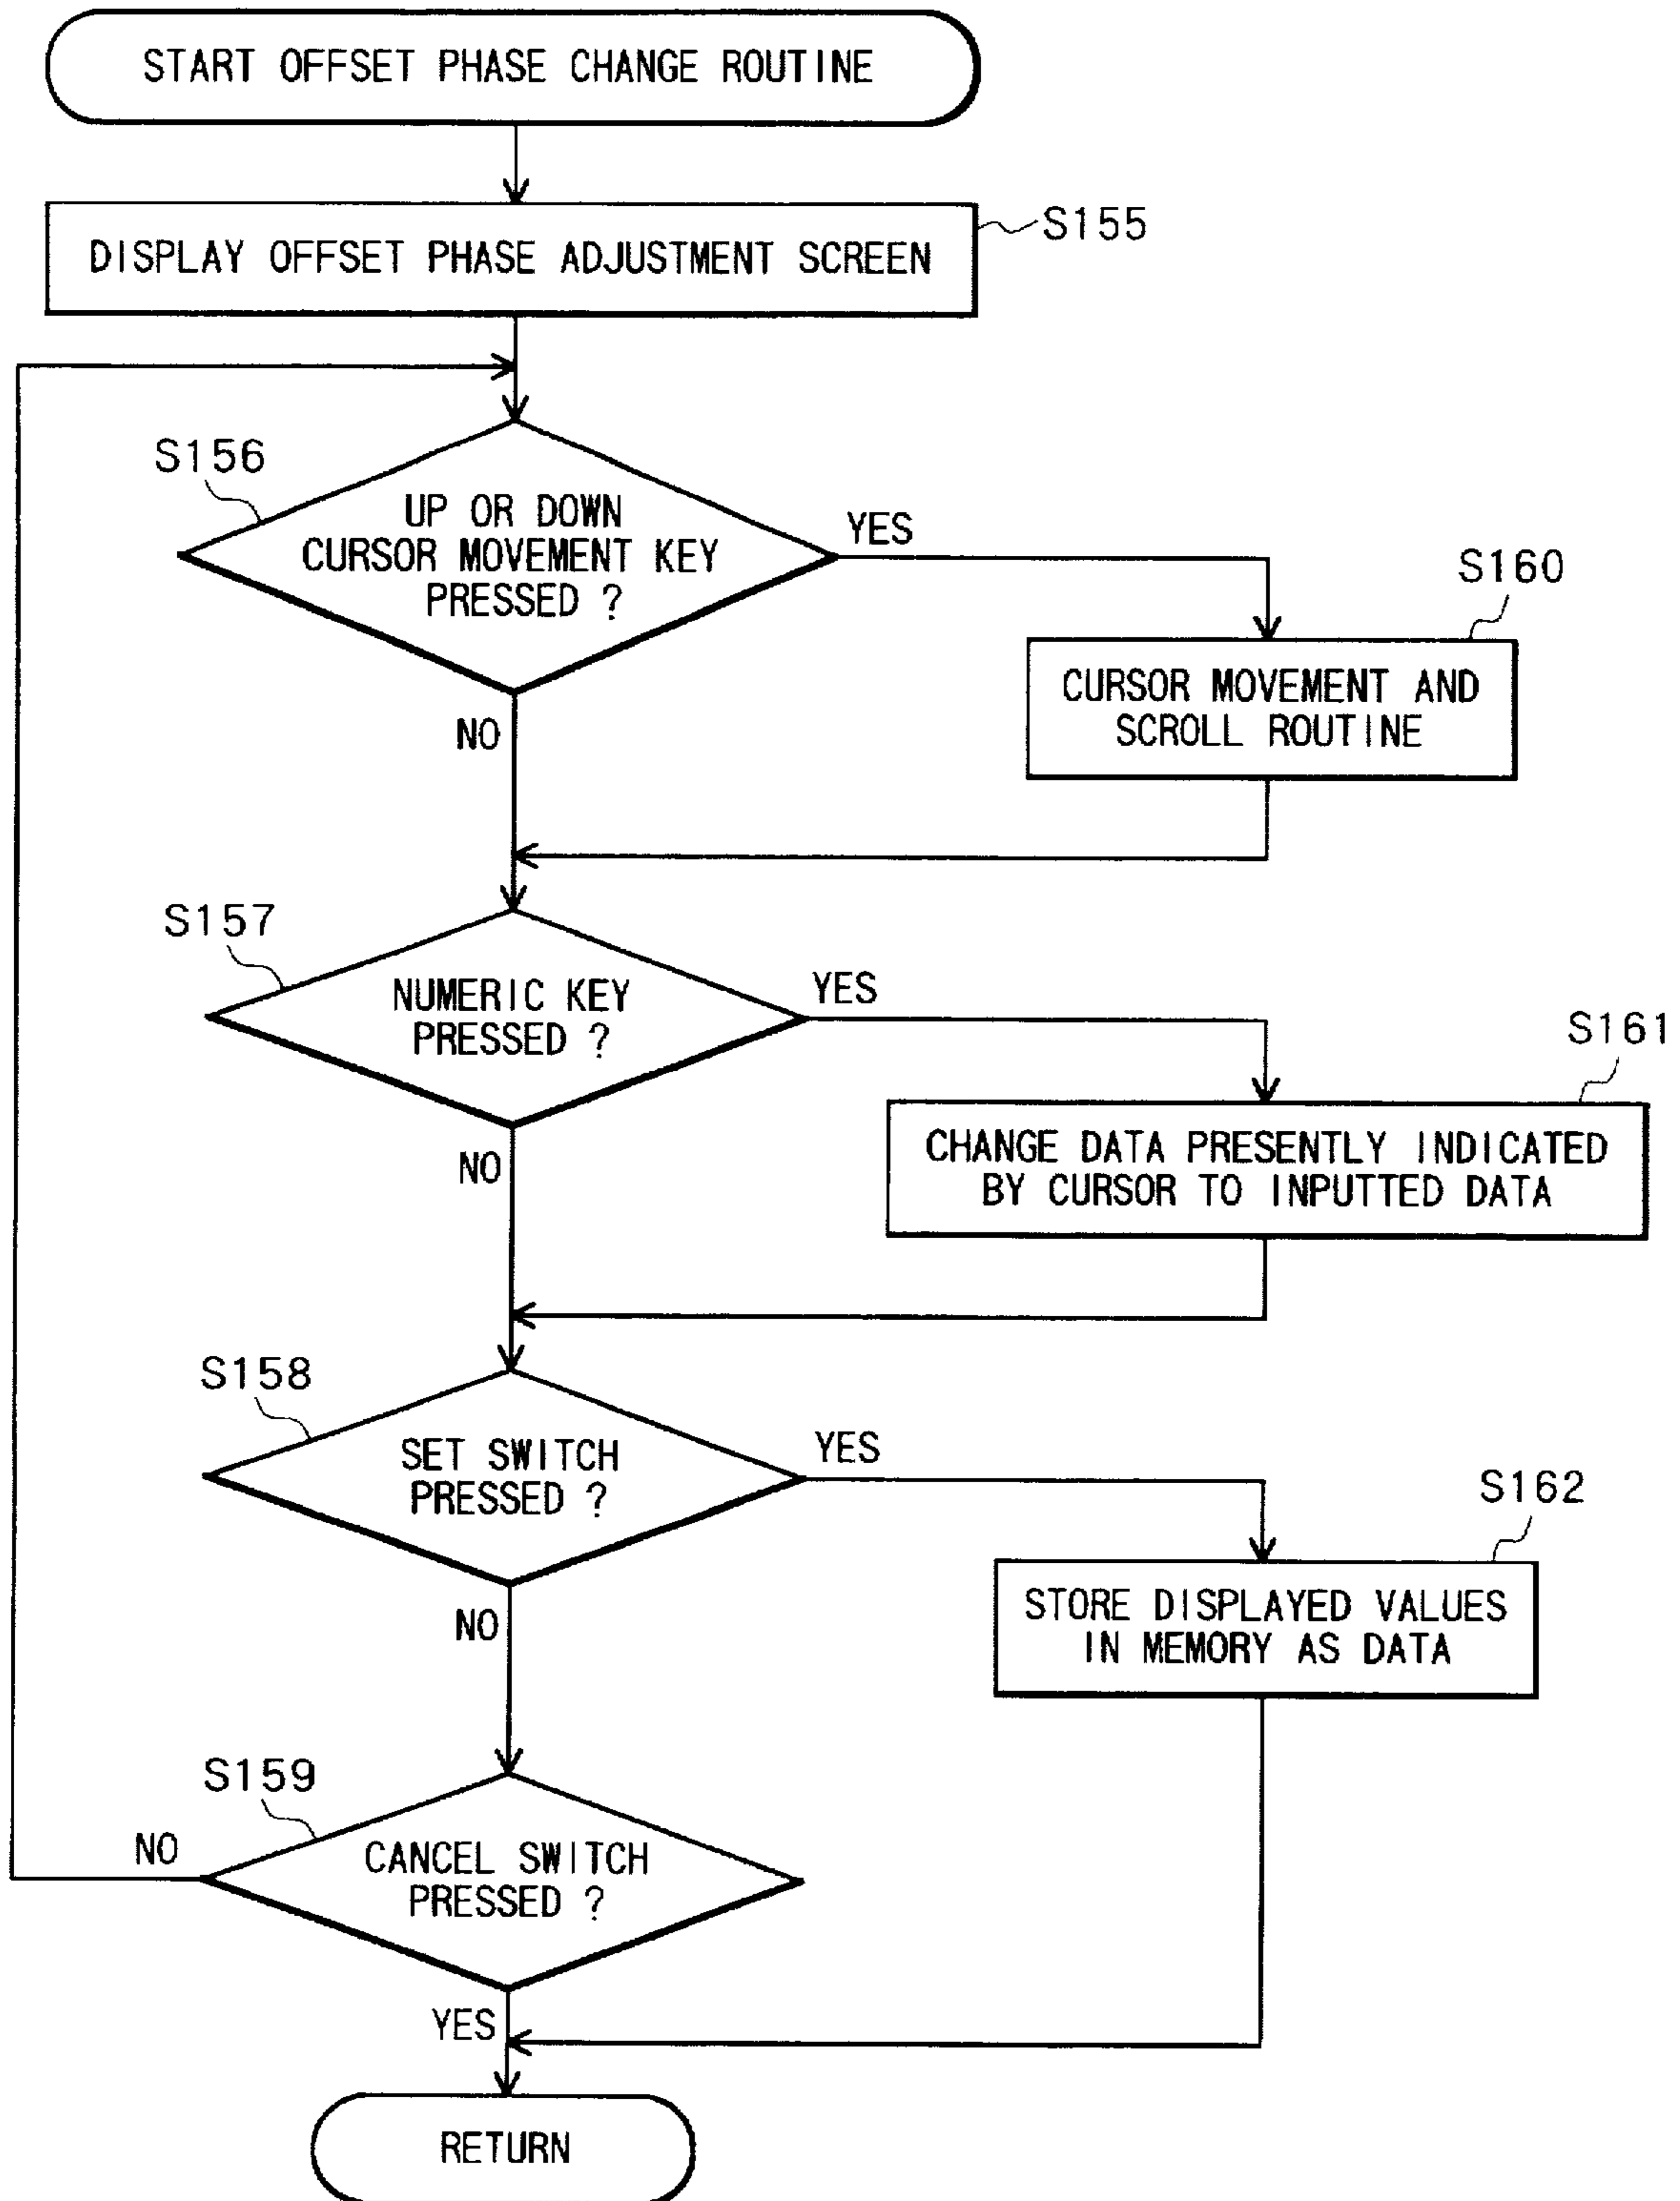 START OFFSET PHASE CHANGE ROUTINE
S155
DISPLAY OFFSET PHASE ADJUSTMENT SCREEN
S156
UP OR DOWN
CURSOR MOVEMENT KEY
PRESSED ?
YES
S160
CURSOR MOVEMENT AND
SCROLL ROUTINE
NO
S157
NUMERIC KEY
PRESSED ?
YES
S161
CHANGE DATA PRESENTLY INDICATED
BY CURSOR TO INPUTTED DATA
NO
S158
SET SWITCH
PRESSED ?
YES
S162
STORE DISPLAYED VALUES
IN MEMORY AS DATA
NO
S159
CANCEL SWITCH
PRESSED ?
NO
YES
RETURN